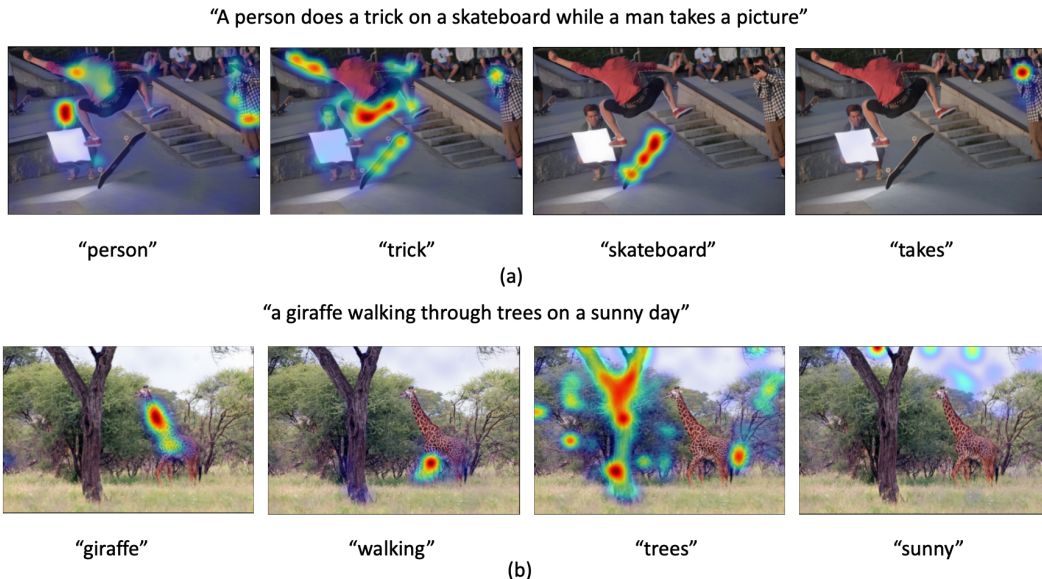 “A person does a trick on a skateboard while a man takes a picture”
“person” “trick” “skateboard” “takes”
(a)
“a giraffe walking through trees on a sunny day”
“giraffe” “walking” “trees” “sunny”
(b)